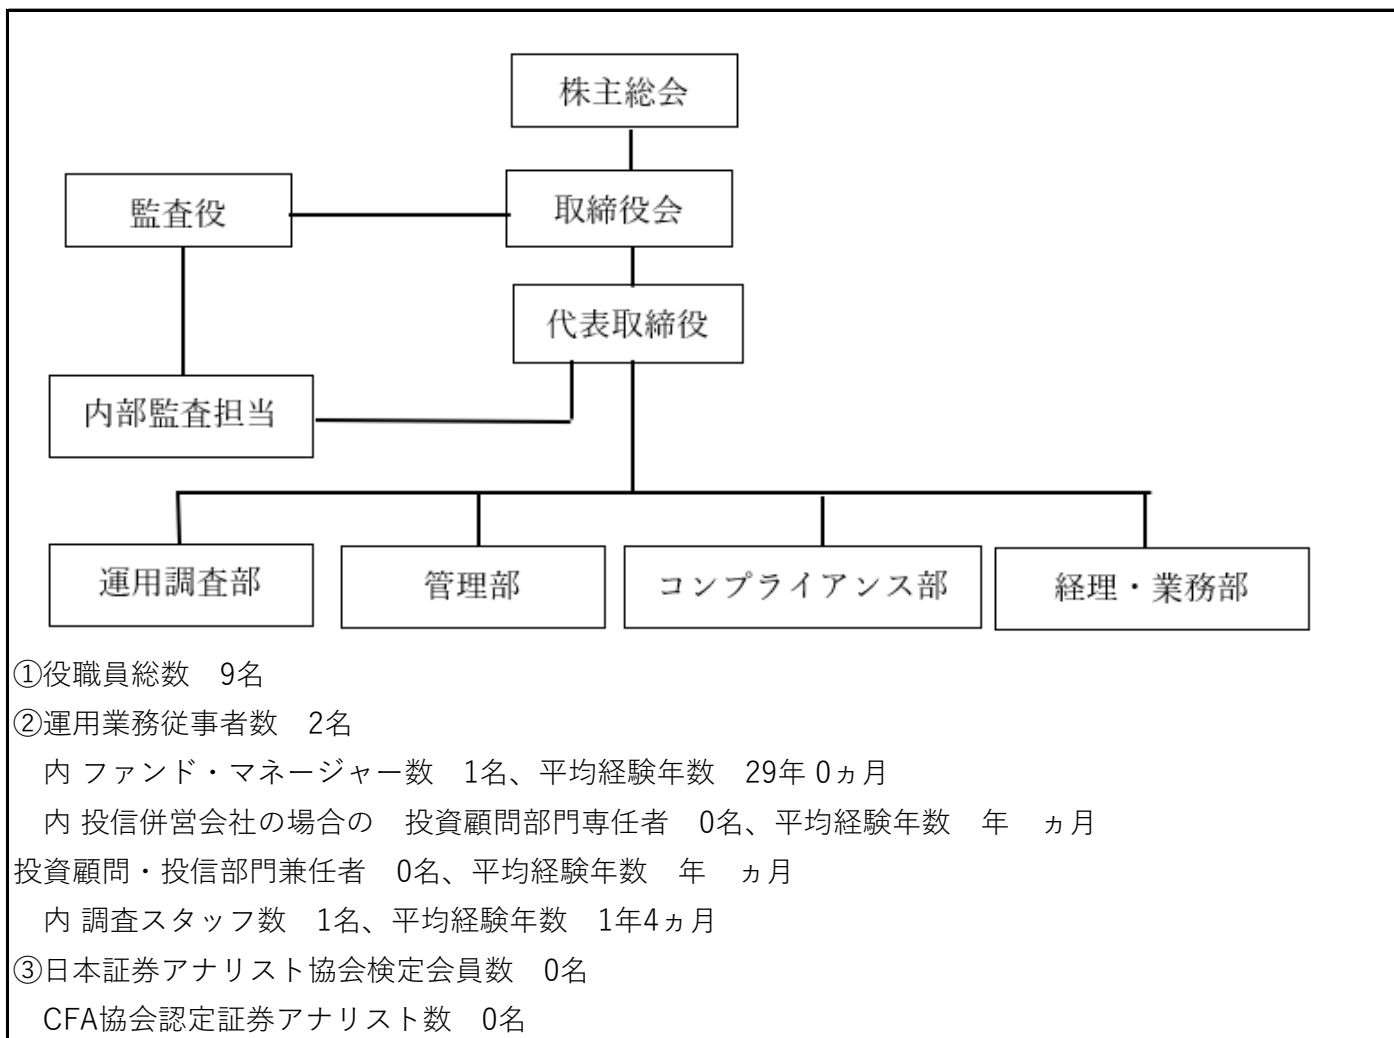 株主総会
監査役
取締役会
代表取締役
内部監査担当
運用調査部
管理部
コンプライアンス部
経理・業務部
①役職員総数　9名
②運用業務従事者数　2名
　内 ファンド・マネージャー数　1名、平均経験年数　29年 0ヵ月
　内 投信併営会社の場合の　投資顧問部門専任者　0名、平均経験年数　年　ヵ月
投資顧問・投信部門兼任者　0名、平均経験年数　年　ヵ月
　内 調査スタッフ数　1名、平均経験年数　1年4ヵ月
③日本証券アナリスト協会検定会員数　0名
　CFA協会認定証券アナリスト数　0名